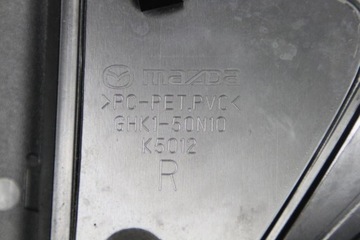 mazda
>PC-PET.PVC<
GHK1-50N10
K5012
R